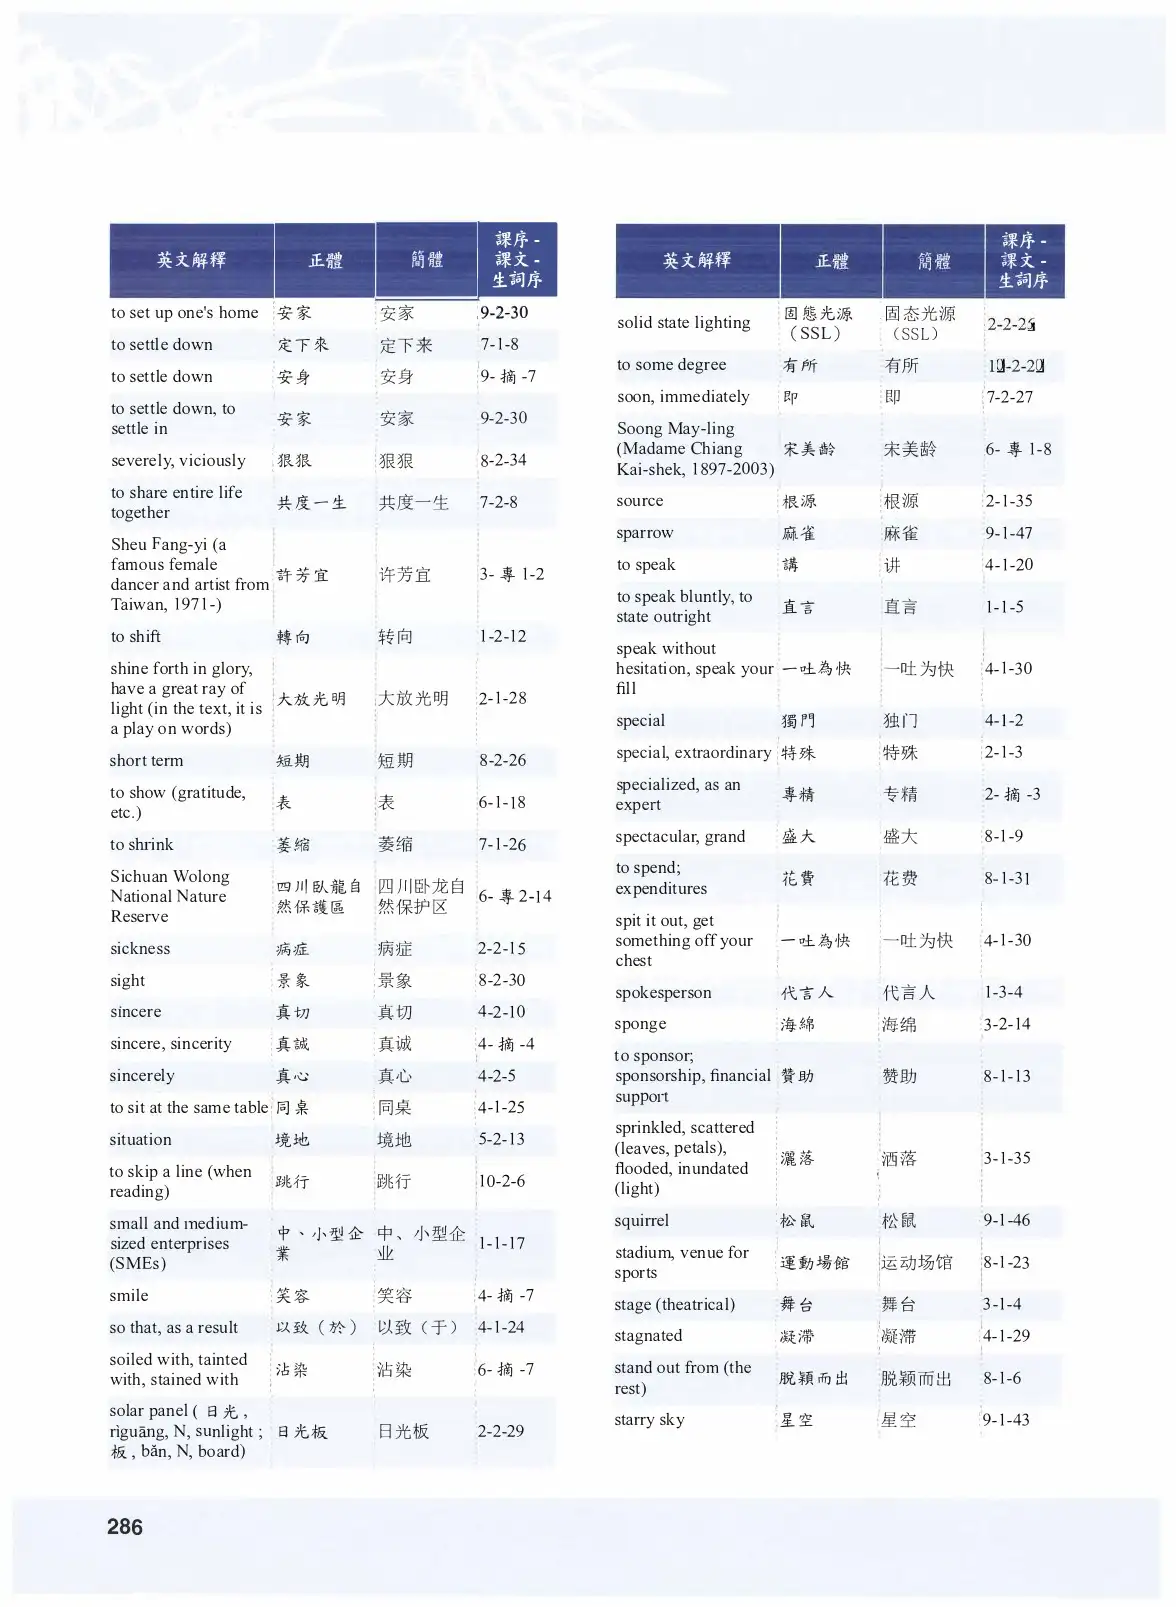 英文解釋 正體 簡體 課序 - 課文 - 生詞序
to set up one's home 安家 安家 9-2-30
to settle down 定下來 定下来 7-1-8
to settle down 安身 安身 9- 摘 -7
to settle down, to
settle in 安家 安家 9-2-30
severely, viciously 狠狠 狠狠 8-2-34
to share entire life
together 共度一生 共度一生 7-2-8
Sheu Fang-yi (a
famous female
dancer and artist from
Taiwan, 1971-) 許芳宜 许芳宜 3- 專 1-2
to shift 轉向 转向 1-2-12
shine forth in glory,
have a great ray of
light (in the text, it is
a play on words) 大放光明 大放光明 2-1-28
short term 短期 短期 8-2-26
to show (gratitude,
etc.) 表 表 6-1-18
to shrink 萎縮 萎缩 7-1-26
Sichuan Wolong
National Nature
Reserve 四川臥龍自然保護區 四川卧龙自然保护区 6- 專 2-14
sickness 病症 病症 2-2-15
sight 景象 景象 8-2-30
sincere 真切 真切 4-2-10
sincere, sincerity 真誠 真诚 4- 摘 -4
sincerely 真心 真心 4-2-5
to sit at the same table 同桌 同桌 4-1-25
situation 境地 境地 5-2-13
to skip a line (when
reading) 跳行 跳行 10-2-6
small and medium-
sized enterprises
(SMEs) 中、小型企業 中、小型企业 1-1-17
smile 笑容 笑容 4- 摘 -7
so that, as a result 以致（於） 以致（于） 4-1-24
soiled with, tainted
with, stained with 沾染 沾染 6- 摘 -7
solar panel ( 日光 ,
rìguāng, N, sunlight ;
板 , bǎn, N, board) 日光板 日光板 2-2-29
英文解釋 正體 簡體 課序 - 課文 - 生詞序
solid state lighting 固態光源（SSL） 固态光源（SSL）
to some degree 有所 有所
soon, immediately 即 即 7-2-27
Soong May-ling
(Madame Chiang
Kai-shek, 1897-2003) 宋美齡 宋美龄 6- 專 1-8
source 根源 根源 2-1-35
sparrow 麻雀 麻雀 9-1-47
to speak 講 讲 4-1-20
to speak bluntly, to
state outright 直言 直言 1-1-5
speak without
hesitation, speak your
fill 一吐為快 一吐为快 4-1-30
special 獨門 独门 4-1-2
special, extraordinary 特殊 特殊 2-1-3
specialized, as an
expert 專精 专精 2- 摘 -3
spectacular, grand 盛大 盛大 8-1-9
to spend;
expenditures 花費 花费 8-1-31
spit it out, get
something off your
chest 一吐為快 一吐为快 4-1-30
spokesperson 代言人 代言人 1-3-4
sponge 海綿 海绵 3-2-14
to sponsor;
sponsorship, financial
support 贊助 赞助 8-1-13
sprinkled, scattered
(leaves, petals),
flooded, inundated
(light) 灑落 洒落 3-1-35
squirrel 松鼠 松鼠 9-1-46
stadium, venue for
sports 運動場館 运动场馆 8-1-23
stage (theatrical) 舞台 舞台 3-1-4
stagnated 凝滯 凝滞 4-1-29
stand out from (the
rest) 脫穎而出 脱颖而出 8-1-6
starry sky 星空 星空 9-1-43
286